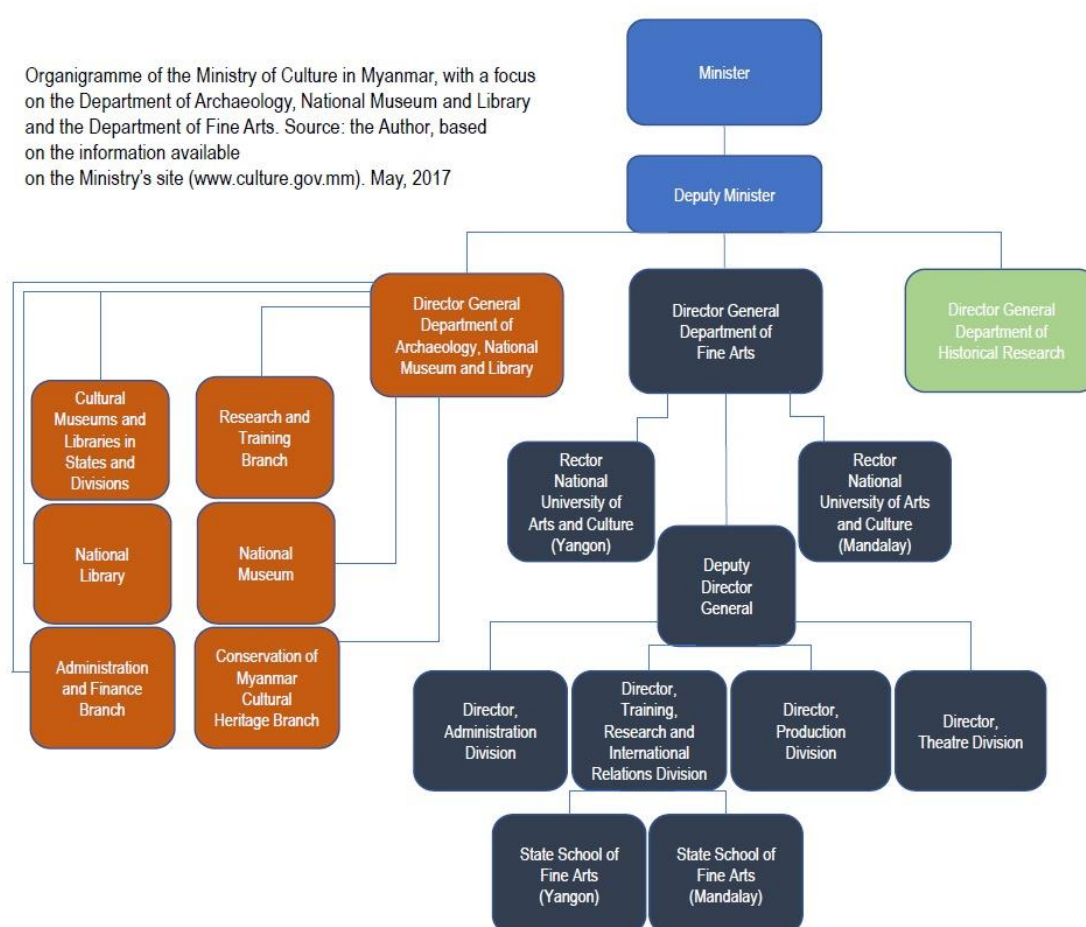 Organigramme of the Ministry of Culture in Myanmar, with a focus
on the Department of Archaeology, National Museum and Library
and the Department of Fine Arts. Source: the Author, based
on the information available
on the Ministry's site (www.culture.gov.mm). May, 2017
Minister
Deputy Minister
Director General
Department of
Archaeology, National
Museum and Library
Director General
Department of
Fine Arts
Director General
Department of
Historical Research
Cultural
Museums and
Libraries in
States and
Divisions
Research and
Training
Branch
National
Library
National
Museum
Administration
and Finance
Branch
Conservation of
Myanmar
Cultural
Heritage Branch
Rector
National
University of
Arts and Culture
(Yangon)
Rector
National
University of Arts
and Culture
(Mandalay)
Deputy
Director
General
Director,
Administration
Division
Director,
Training,
Research and
International
Relations Division
Director,
Production
Division
Director,
Theatre Division
State School of
Fine Arts
(Yangon)
State School of
Fine Arts
(Mandalay)